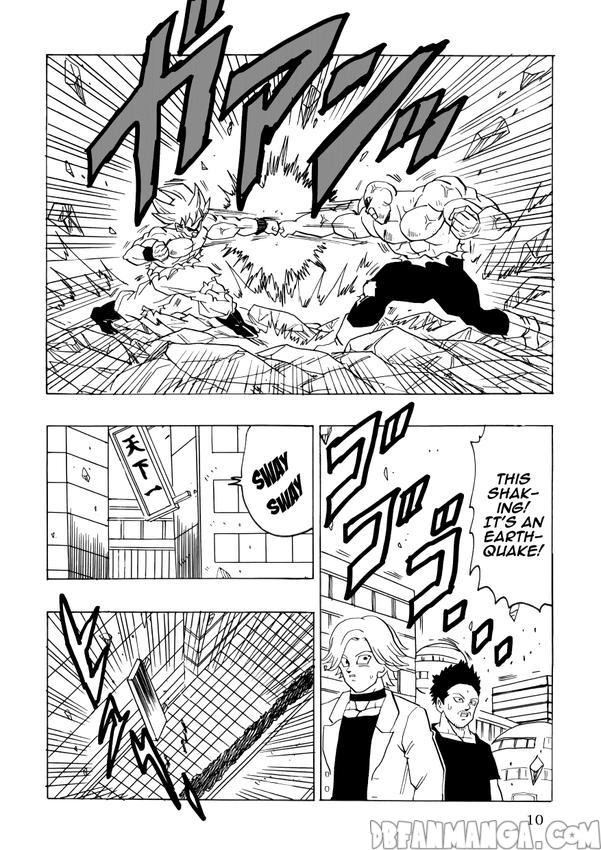 ガアンッ
THIS
SHAK-
ING!
IT'S AN
EARTH-
QUAKE!
ゴゴゴ...
SWAY
SWAY
天下一
10
DBFANMANGA.COM